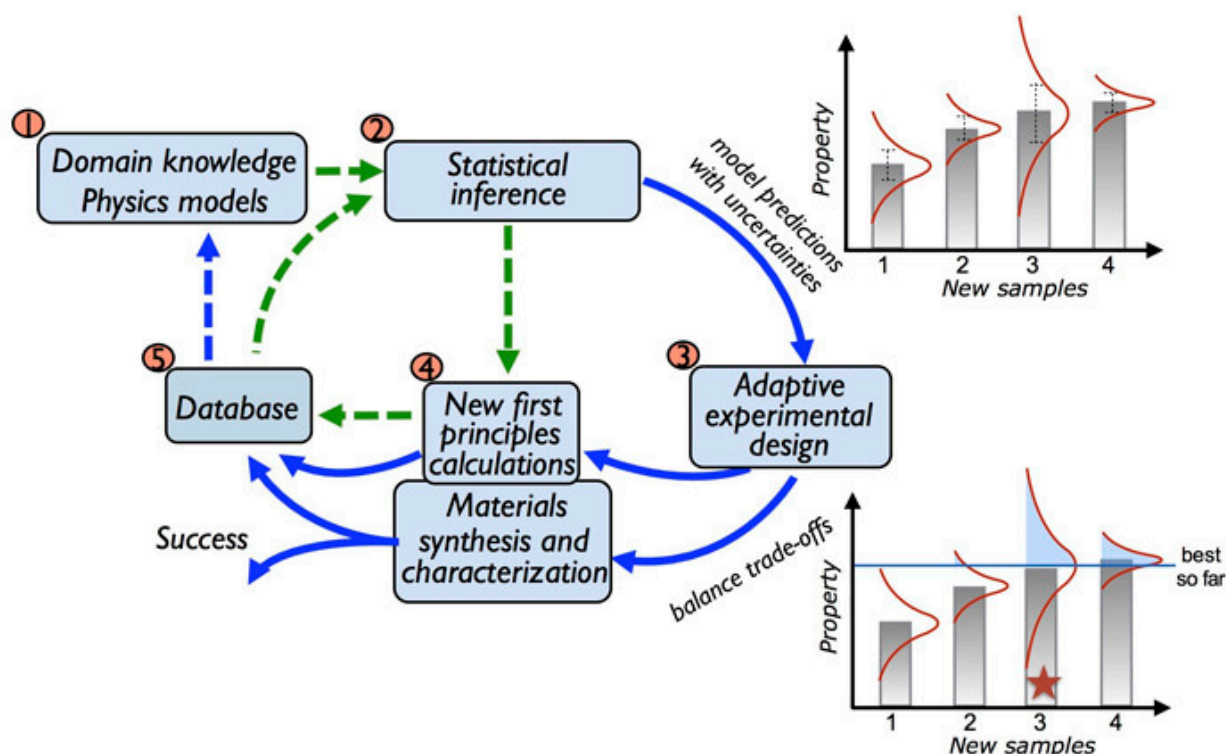 1
Domain knowledge
Physics models
2
Statistical
inference
model predictions
with uncertainties
Property
1 2 3 4
New samples
5
Database
4
New first
principles
calculations
3
Adaptive
experimental
design
Materials
synthesis and
characterization
Success
balance trade-offs
Property
best
so far
1 2 3 4
New samples